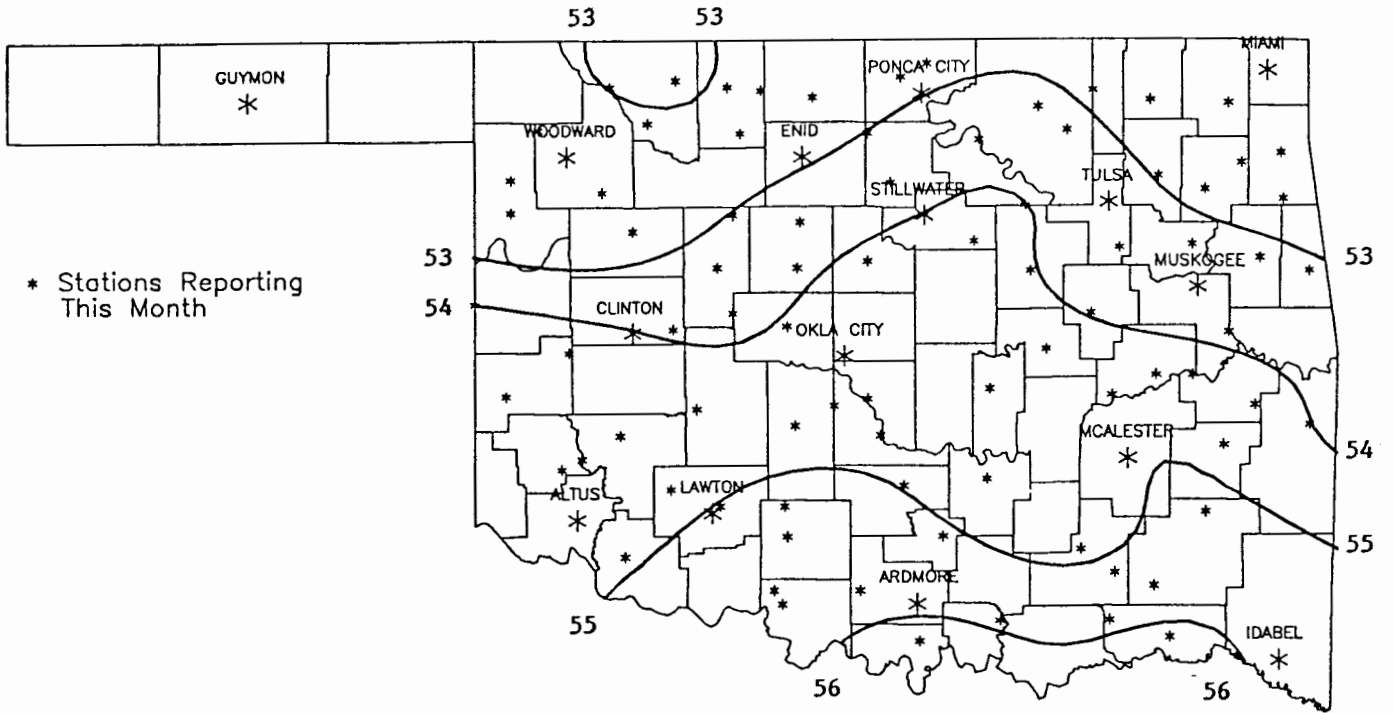 53 53
MIAMI
GUYMON
PONCA CITY
WOODWARD
ENID
TULSA
STILLWATER
53
53
MUSKOGEE
* Stations Reporting
This Month
54
CLINTON
OKLA CITY
MCALESTER
54
ALTUS
LAWTON
55
ARDMORE
55
IDABEL
56
56